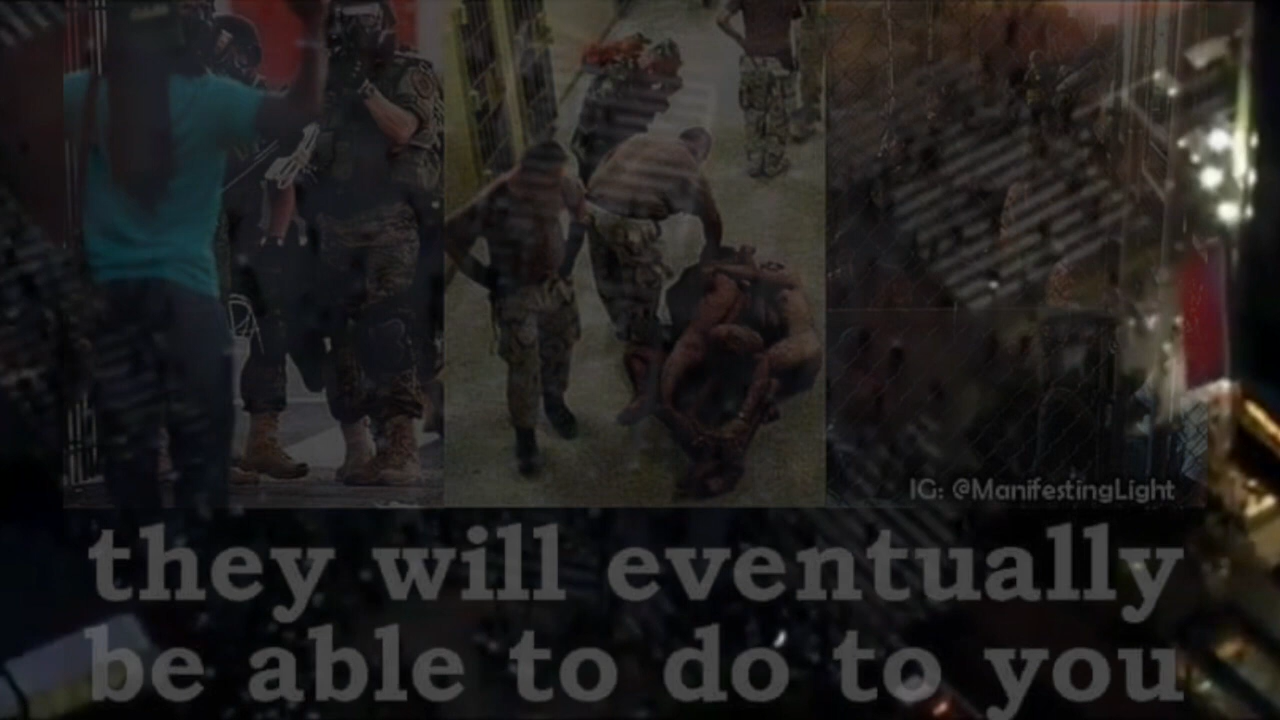 IG: @ManifestingLight
they will eventually
be able to do to you